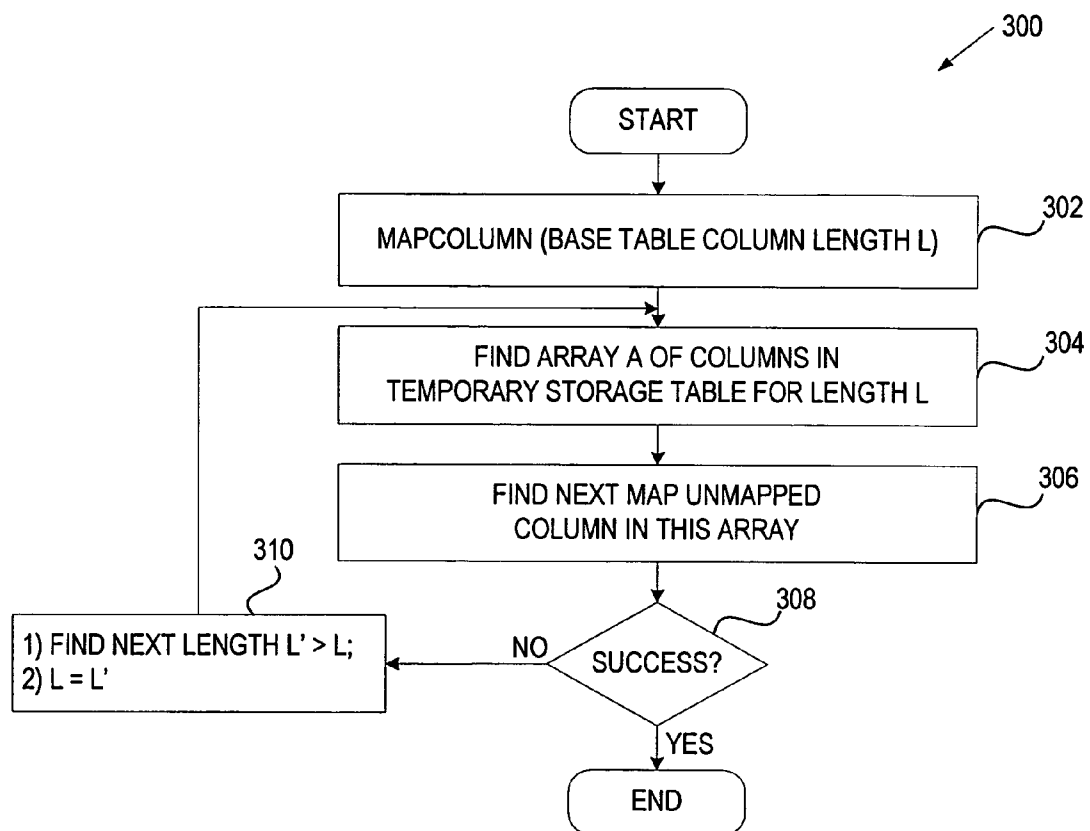 300
START
302
MAPCOLUMN (BASE TABLE COLUMN LENGTH L)
304
FIND ARRAY A OF COLUMNS IN
TEMPORARY STORAGE TABLE FOR LENGTH L
306
FIND NEXT MAP UNMAPPED
COLUMN IN THIS ARRAY
310
308
1) FIND NEXT LENGTH L' > L;
2) L = L'
NO
SUCCESS?
YES
END